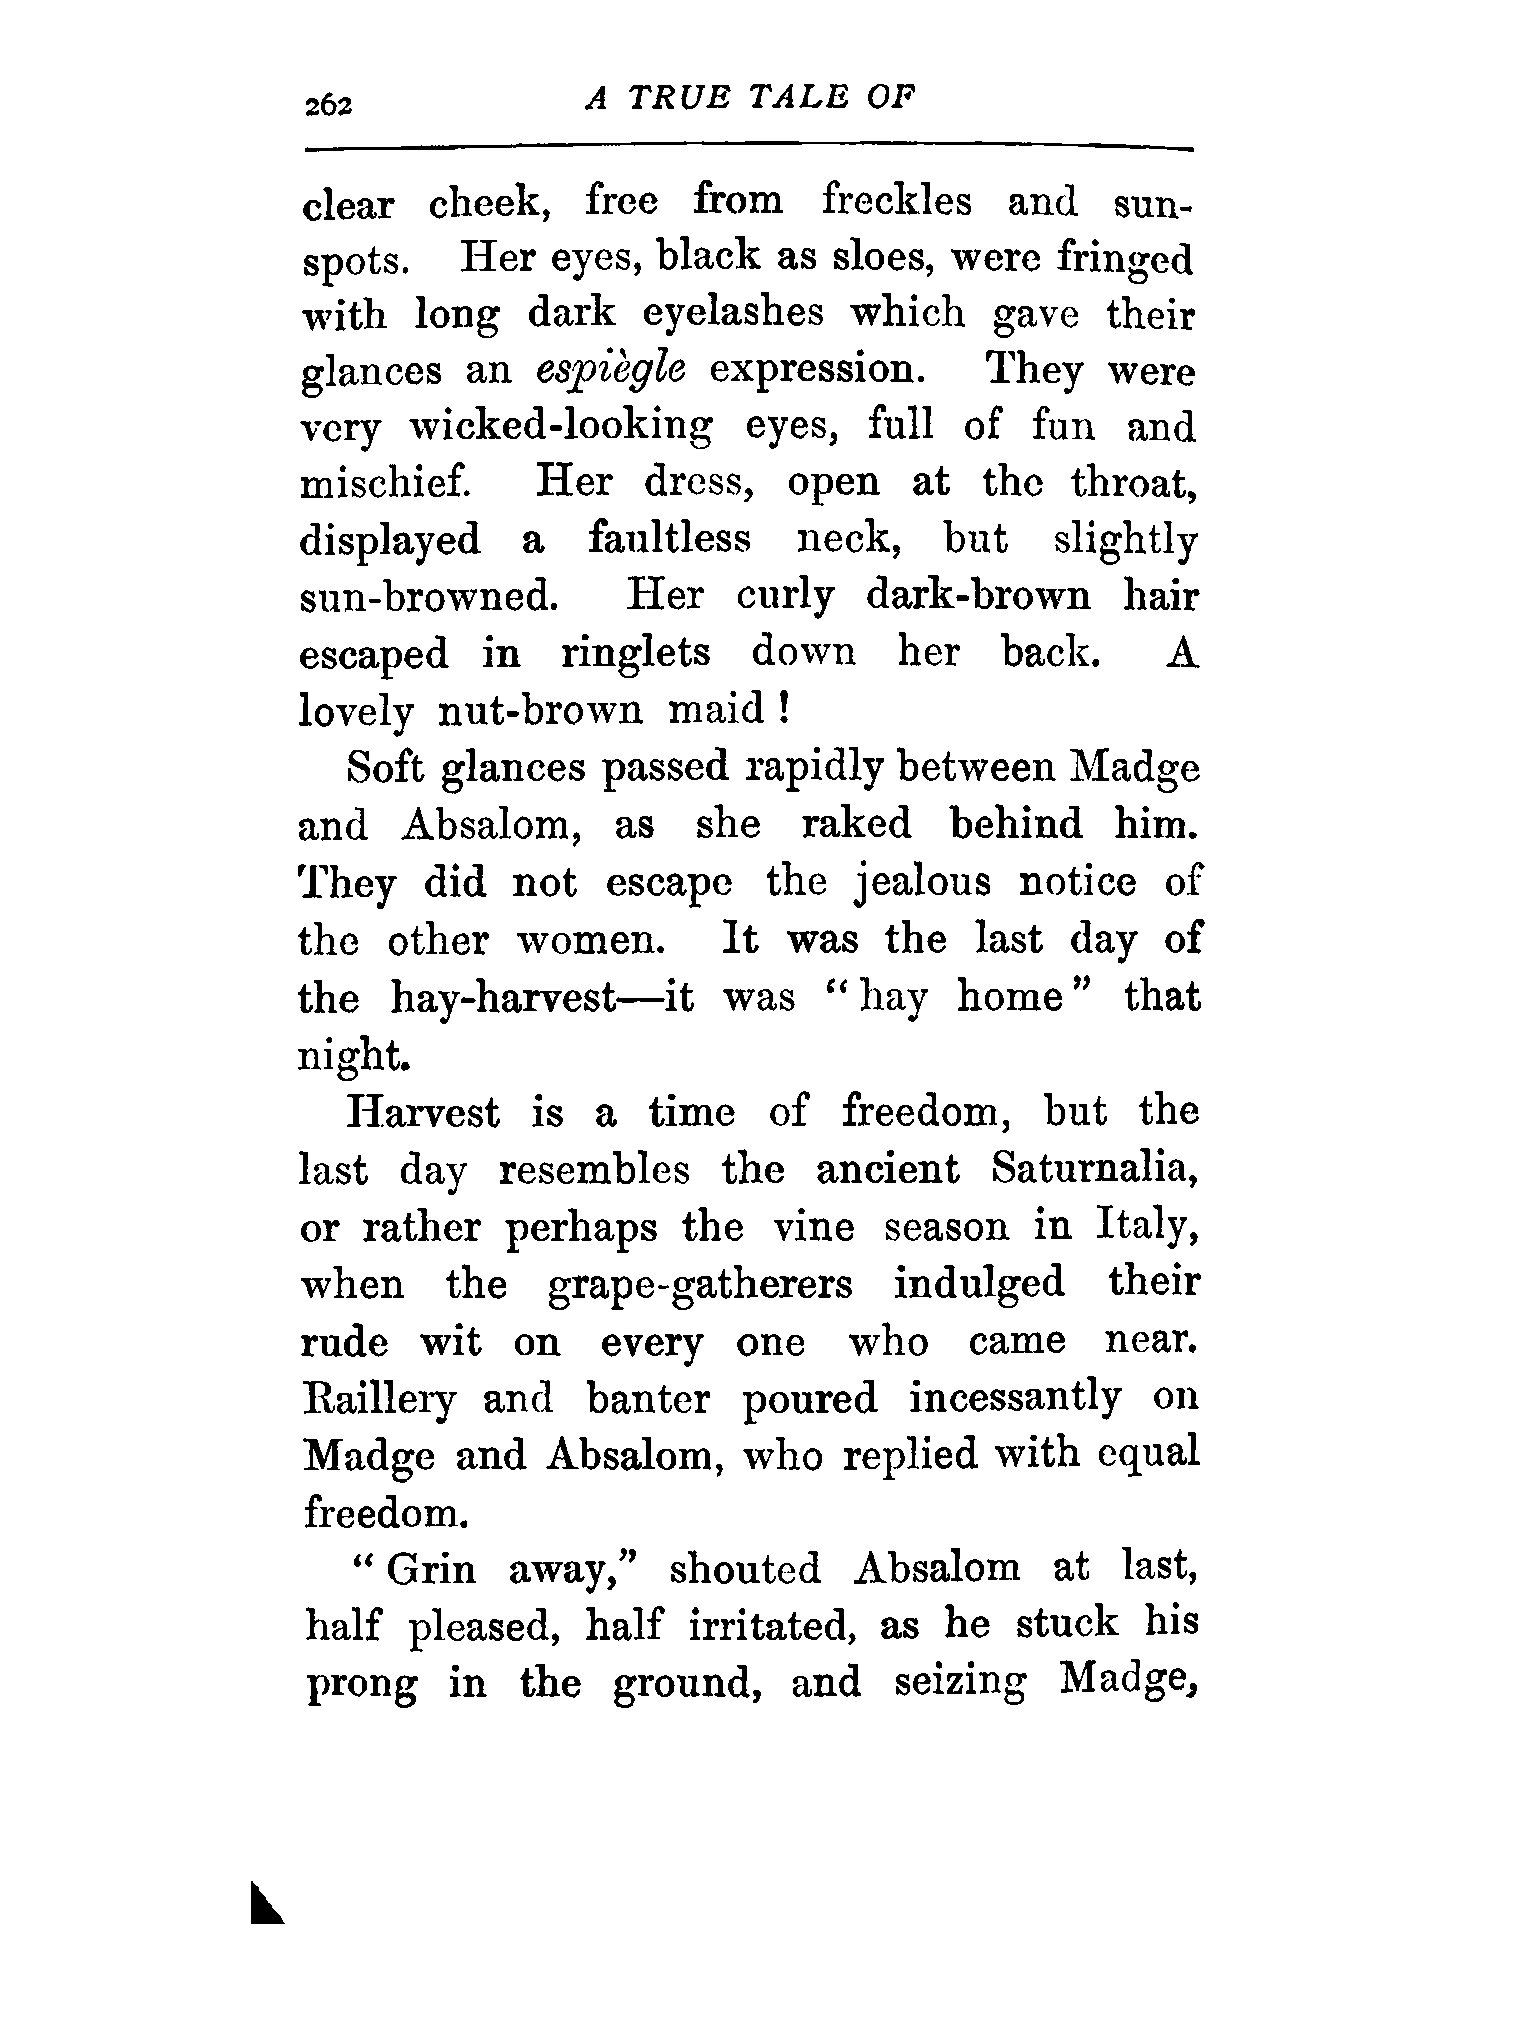 262 A TRUE TALE OF
clear cheek, free from freckles and sun-
spots. Her eyes, black as sloes, were fringed
with long dark eyelashes which gave their
glances an espiègle expression. They were
very wicked-looking eyes, full of fun and
mischief. Her dress, open at the throat,
displayed a faultless neck, but slightly
sun-browned. Her curly dark-brown hair
escaped in ringlets down her back. A
lovely nut-brown maid !
Soft glances passed rapidly between Madge
and Absalom, as she raked behind him.
They did not escape the jealous notice of
the other women. It was the last day of
the hay-harvest—it was “hay home” that
night.
Harvest is a time of freedom, but the
last day resembles the ancient Saturnalia,
or rather perhaps the vine season in Italy,
when the grape-gatherers indulged their
rude wit on every one who came near.
Raillery and banter poured incessantly on
Madge and Absalom, who replied with equal
freedom.
“Grin away,” shouted Absalom at last,
half pleased, half irritated, as he stuck his
prong in the ground, and seizing Madge,